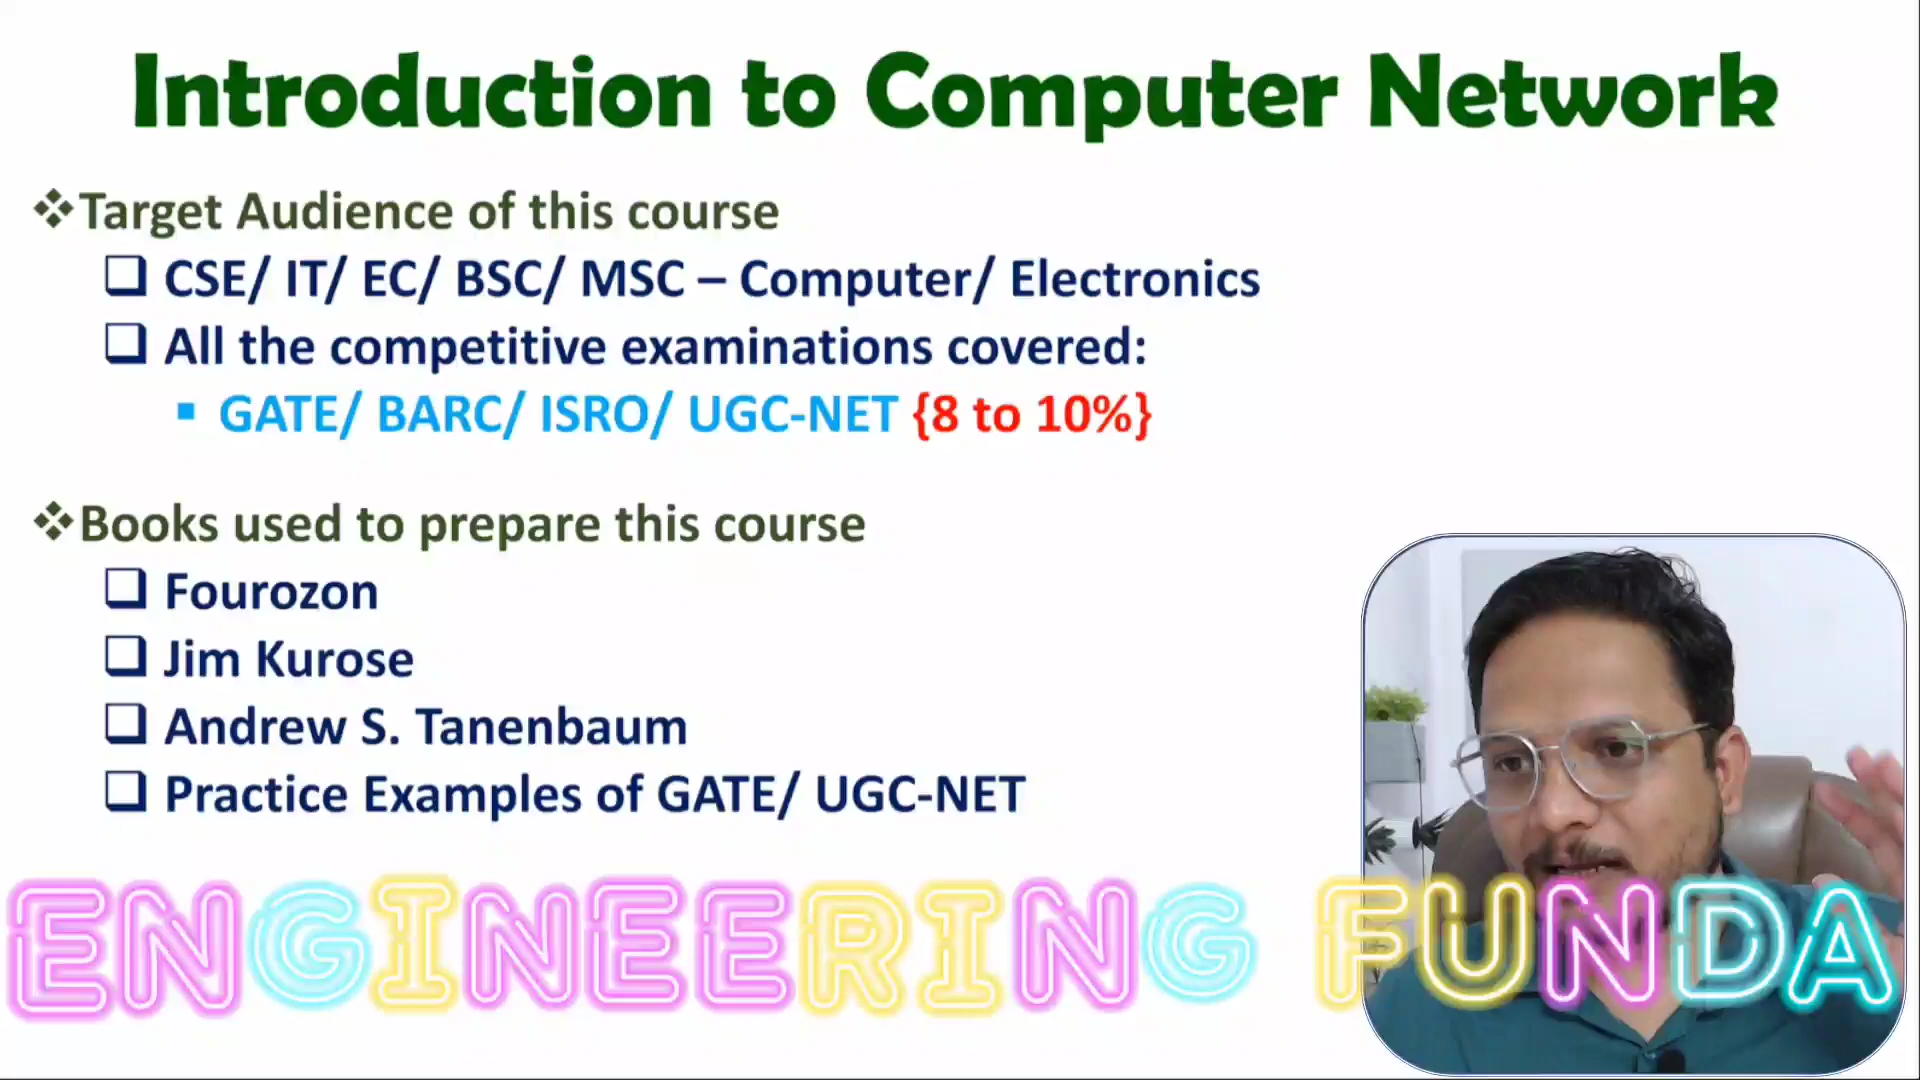 Introduction to Computer Network
Target Audience of this course
CSE/ IT/ EC/ BSC/ MSC – Computer/ Electronics
All the competitive examinations covered:
GATE/ BARC/ ISRO/ UGC-NET {8 to 10%}
Books used to prepare this course
Fourozon
Jim Kurose
Andrew S. Tanenbaum
Practice Examples of GATE/ UGC-NET
ENGINEERING FUNDA